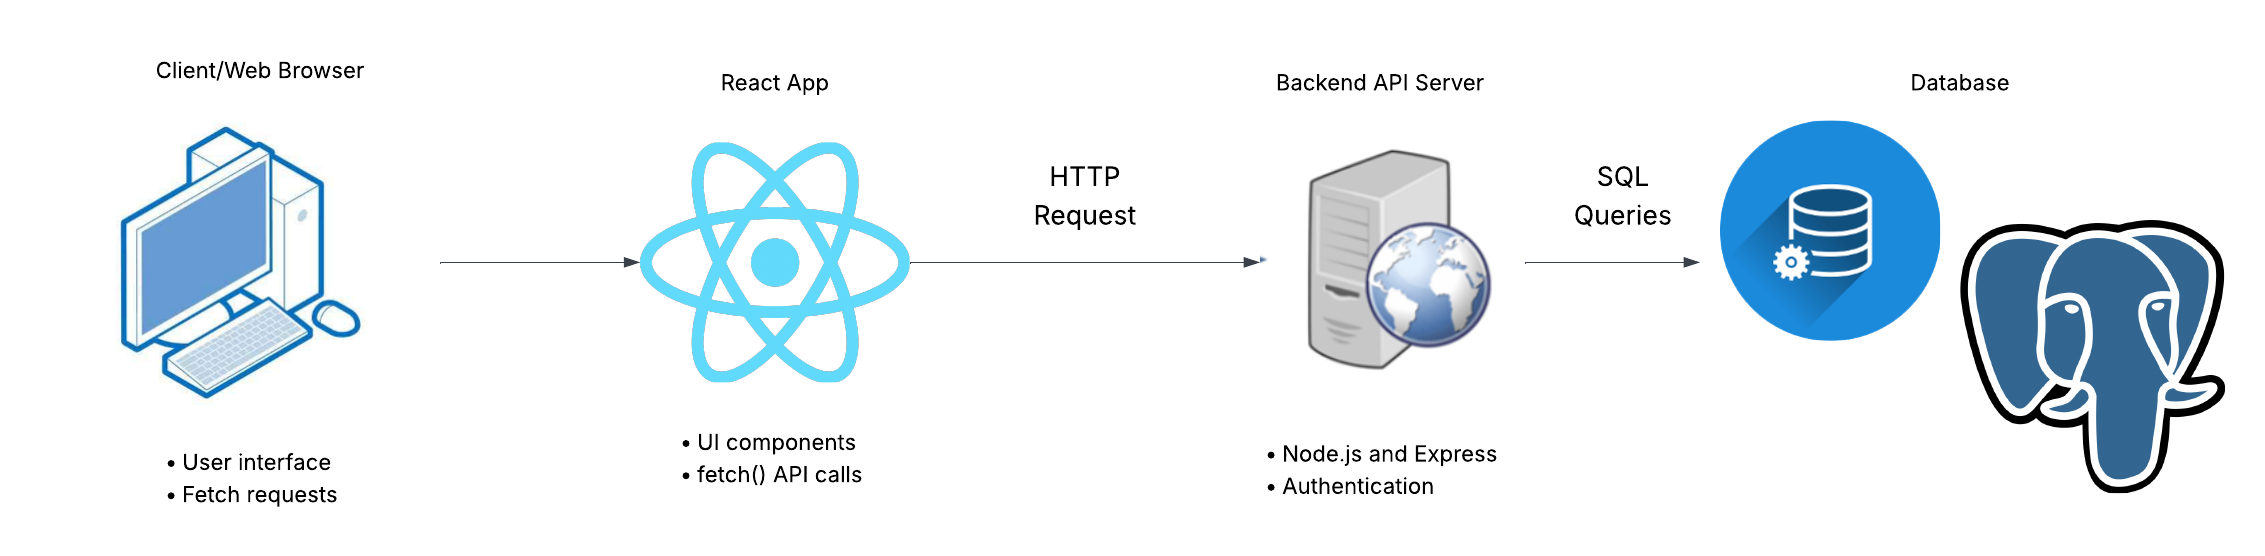 Client/Web Browser
React App
Backend API Server
Database
HTTP
Request
SQL
Queries
• User interface
• Fetch requests
• UI components
• fetch() API calls
• Node.js and Express
• Authentication